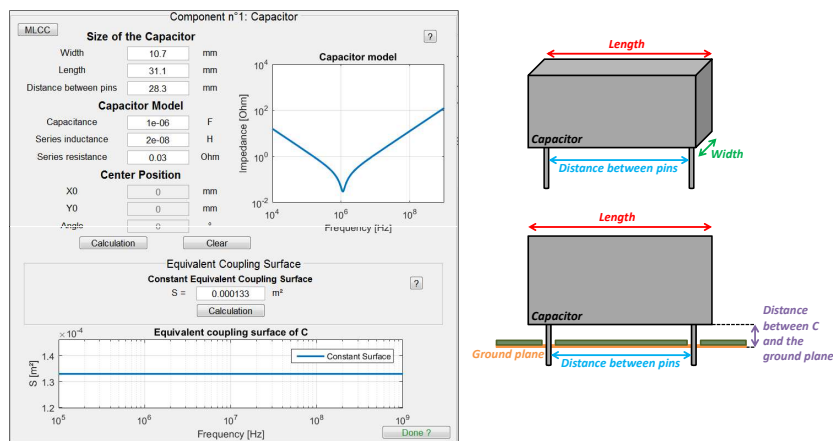 Component n°1: Capacitor
MLCC
Size of the Capacitor
?
Width 10.7 mm
Length 31.1 mm
Distance between pins 28.3 mm
Capacitor Model
Capacitance 1e-06 F
Series inductance 2e-08 H
Series resistance 0.03 Ohm
Center Position
X0 0 mm
Y0 0 mm
Angle 0 °
Calculation Clear
Capacitor model
Impedance [Ohm]
10^4
10^2
10^0
10^-2
10^4 10^6 10^8
Frequency [Hz]
Equivalent Coupling Surface
Constant Equivalent Coupling Surface
?
S = 0.000133 m²
Calculation
Equivalent coupling surface of C
×10^-4
S [m²]
1.4
1.3
1.2
Constant Surface
10^5 10^6 10^7 10^8 10^9
Frequency [Hz]
Done ?
Length
Capacitor
Width
Distance between pins
Length
Capacitor
Distance
between C
and the
ground plane
Ground plane
Distance between pins